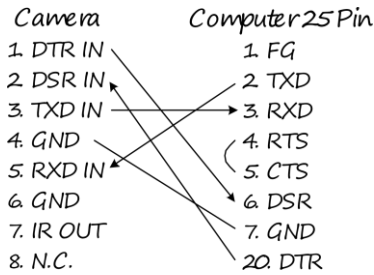 Camera
1. DTR IN
2. DSR IN
3. TXD IN
4. GND
5. RXD IN
6. GND
7. IR OUT
8. N.C.
Computer 25 Pin
1. FG
2. TXD
3. RXD
4. RTS
5. CTS
6. DSR
7. GND
20. DTR